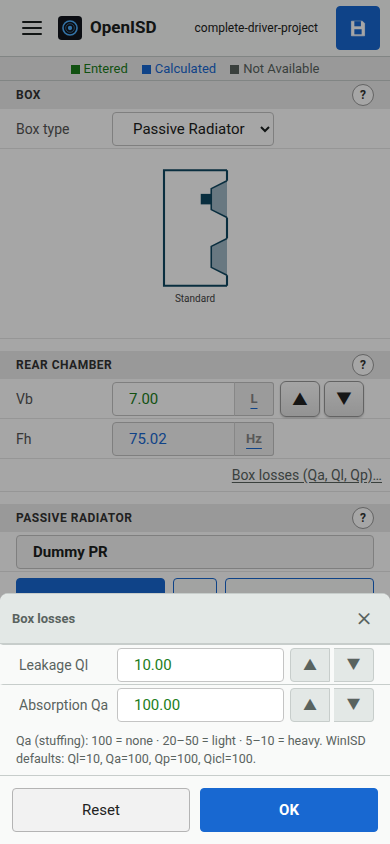 OpenISD
complete-driver-project
Entered Calculated Not Available
BOX ?
Box type Passive Radiator
Standard
REAR CHAMBER ?
Vb 7.00 L ▲ ▼
Fh 75.02 Hz
Box losses (Qa, Ql, Qp)...
PASSIVE RADIATOR ?
Dummy PR
Box losses ×
Leakage Ql 10.00 ▲ ▼
Absorption Qa 100.00 ▲ ▼
Qa (stuffing): 100 = none · 20–50 = light · 5–10 = heavy. WinISD
defaults: Ql=10, Qa=100, Qp=100, Qicl=100.
Reset OK